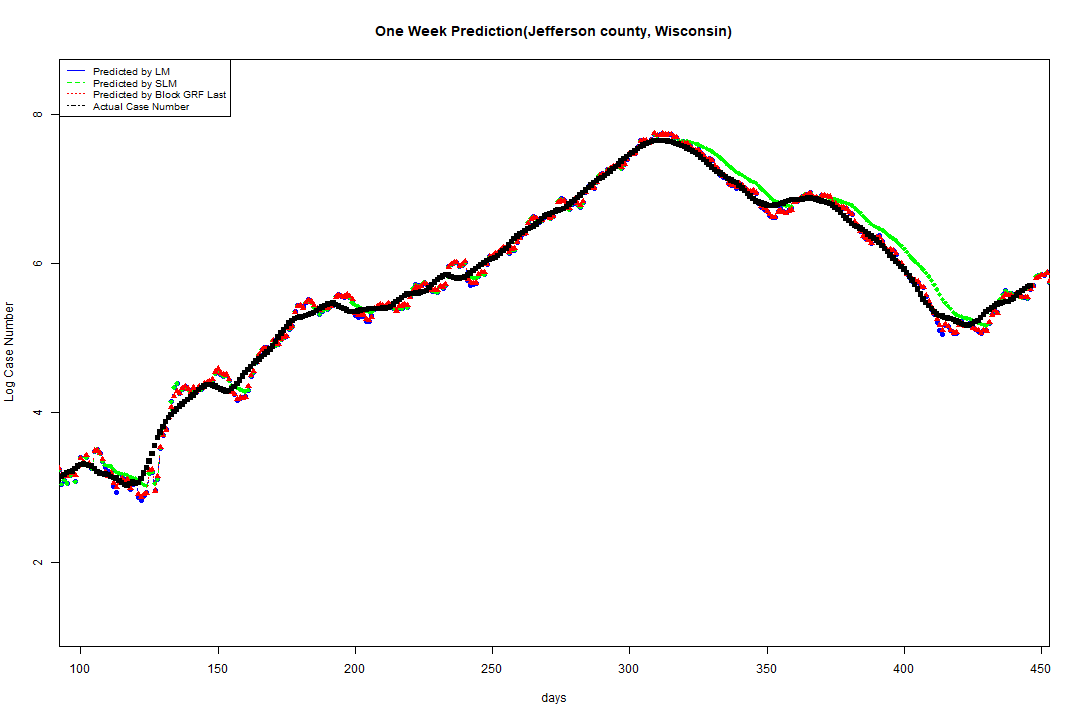 One Week Prediction(Jefferson county, Wisconsin)
Predicted by LM
Predicted by SLM
Predicted by Block GRF Last
Actual Case Number
8
6
4
2
Log Case Number
100 150 200 250 300 350 400 450
days